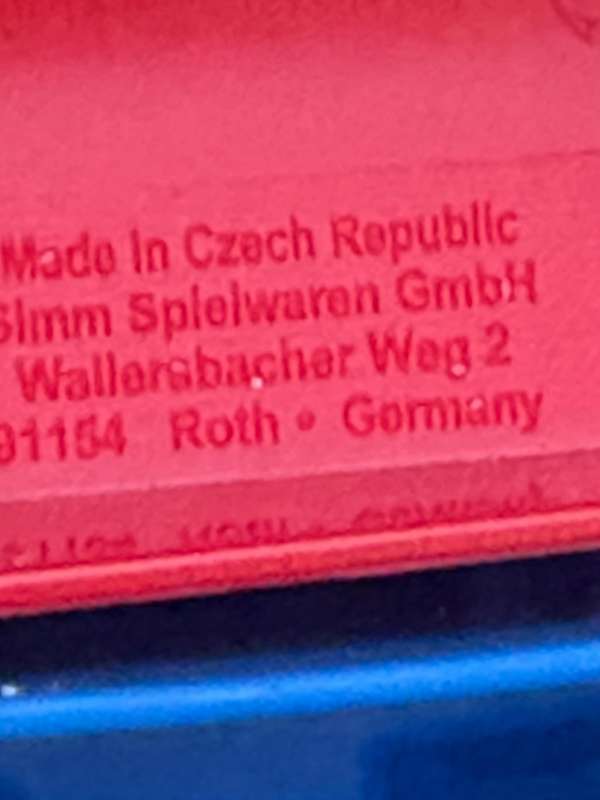 Made in Czech Republic
Simm Spielwaren GmbH
Wallersbacher Weg 2
91154 Roth • Germany